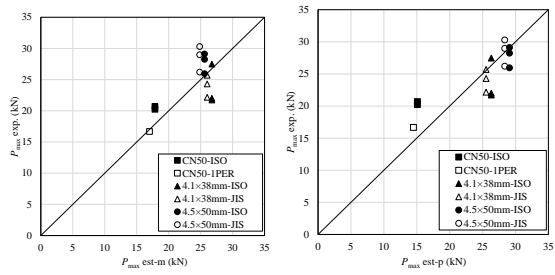 35
30
25
20
15
10
5
0
P_max exp. (kN)
CN50-ISO
CN50-1PER
4.1×38mm-ISO
4.1×38mm-JIS
4.5×50mm-ISO
4.5×50mm-JIS
0 5 10 15 20 25 30 35
P_max est-m (kN)
35
30
25
20
15
10
5
0
P_max exp. (kN)
CN50-ISO
CN50-1PER
4.1×38mm-ISO
4.1×38mm-JIS
4.5×50mm-ISO
4.5×50mm-JIS
0 5 10 15 20 25 30 35
P_max est-p (kN)